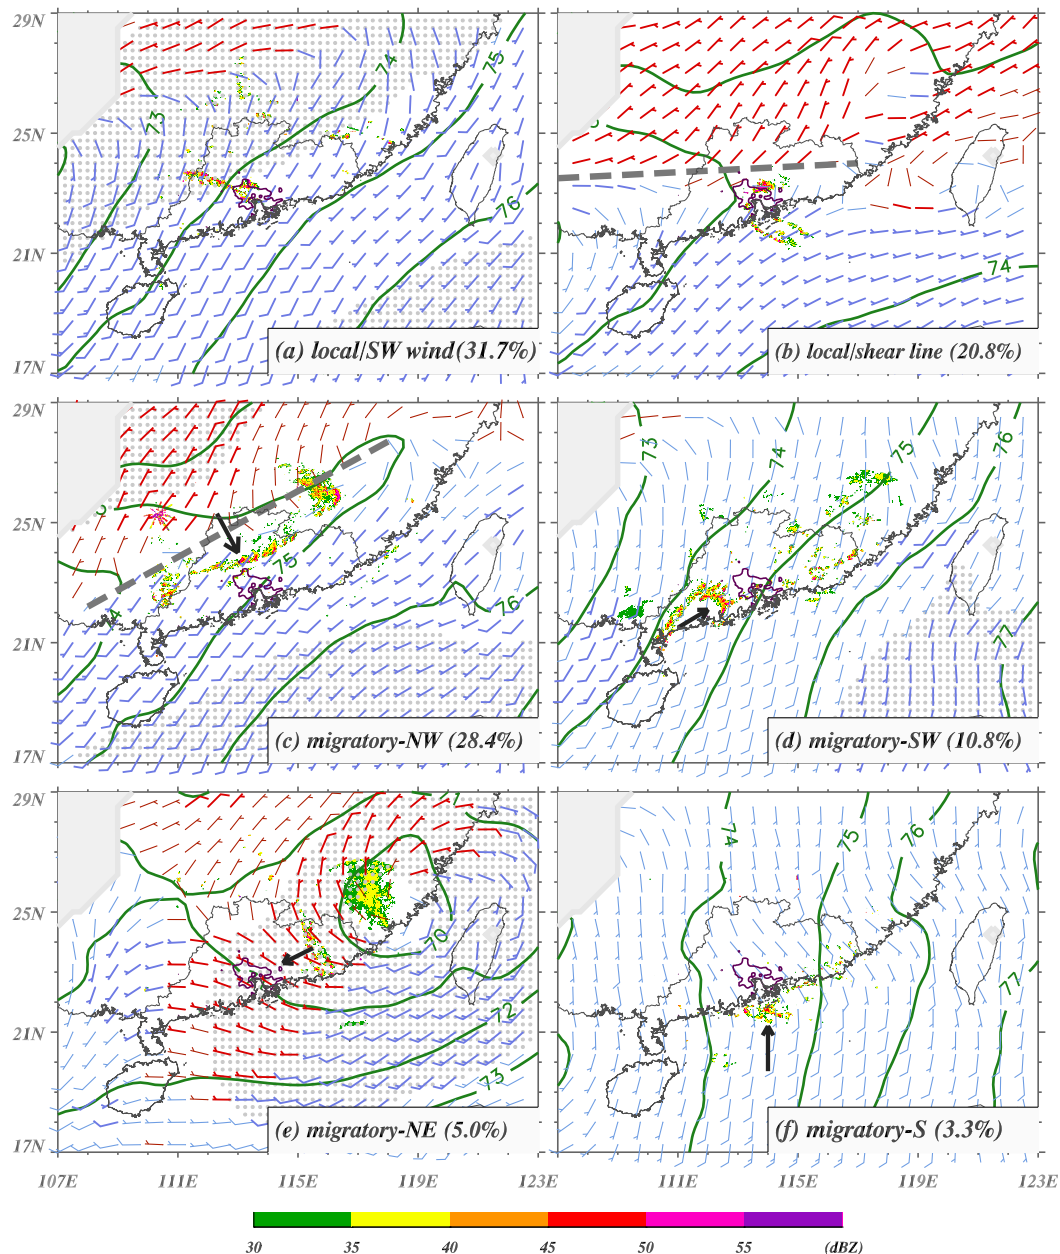 29N
25N
21N
17N
73
74
75
76
(a) local/SW wind(31.7%)
74
(b) local/shear line (20.8%)
29N
25N
21N
17N
74
75
76
(c) migratory-NW (28.4%)
73
74
75
76
77
(d) migratory-SW (10.8%)
29N
25N
21N
17N
71
70
72
73
(e) migratory-NE (5.0%)
74
75
76
77
(f) migratory-S (3.3%)
107E 111E 115E 119E 123E
111E 115E 119E 123E
30 35 40 45 50 55 (dBZ)